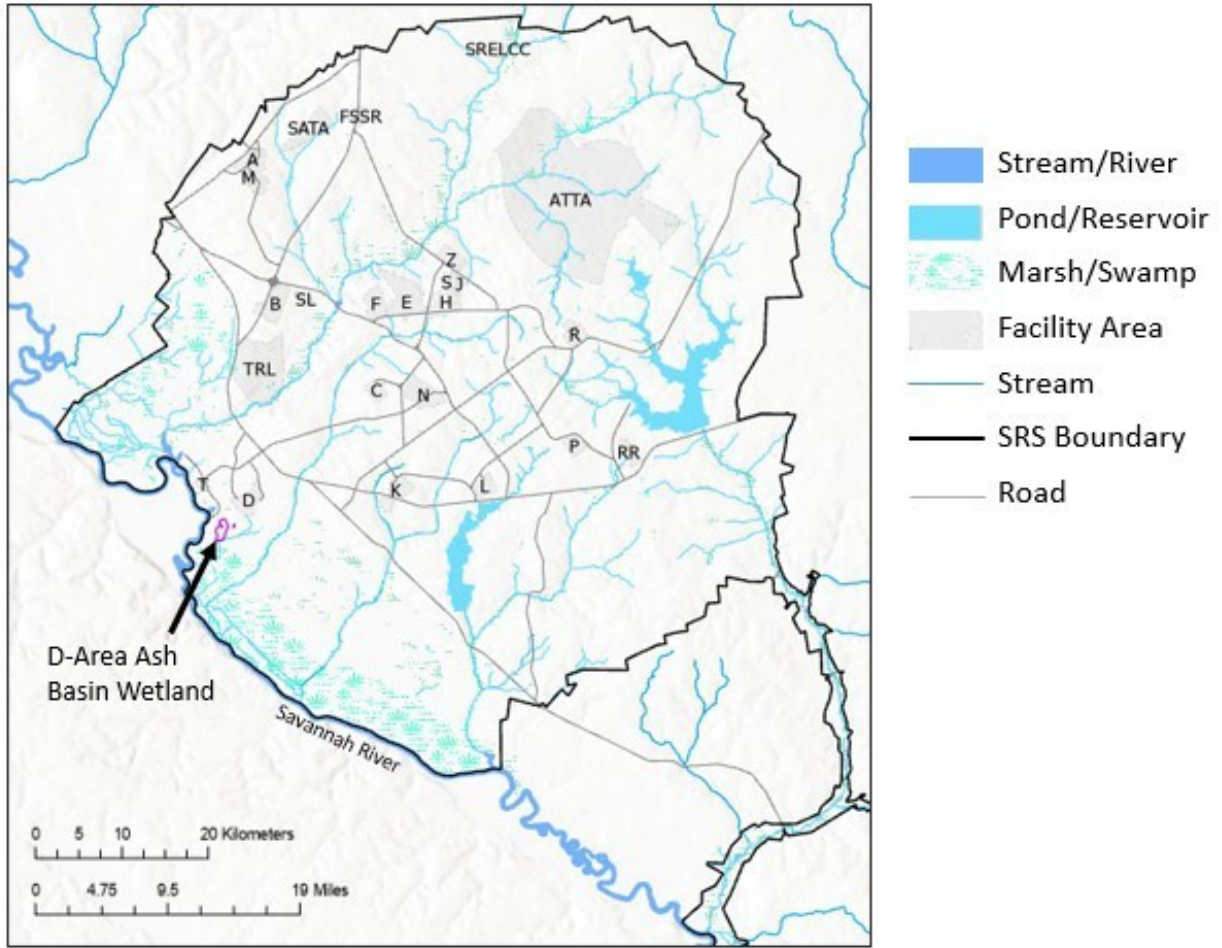 SRELCC
SATA
FSSR
A
M
ATTA
Z
S J
H
B
SL
F
E
R
TRL
C
N
P
RR
T
D
K
L
D-Area Ash
Basin Wetland
Savannah River
0 5 10 20 Kilometers
0 4.75 9.5 19 Miles
Stream/River
Pond/Reservoir
Marsh/Swamp
Facility Area
Stream
SRS Boundary
Road